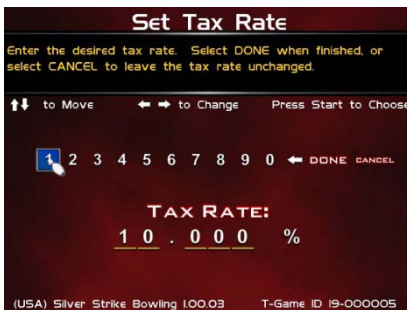 Set Tax Rate
Enter the desired tax rate. Select DONE when finished, or
select CANCEL to leave the tax rate unchanged.
↑↓ to Move ← → to Change Press Start to Choose
1 2 3 4 5 6 7 8 9 0 ← DONE CANCEL
TAX RATE:
10.000 %
(USA) Silver Strike Bowling 1.00.03 T-Game ID 19-000005